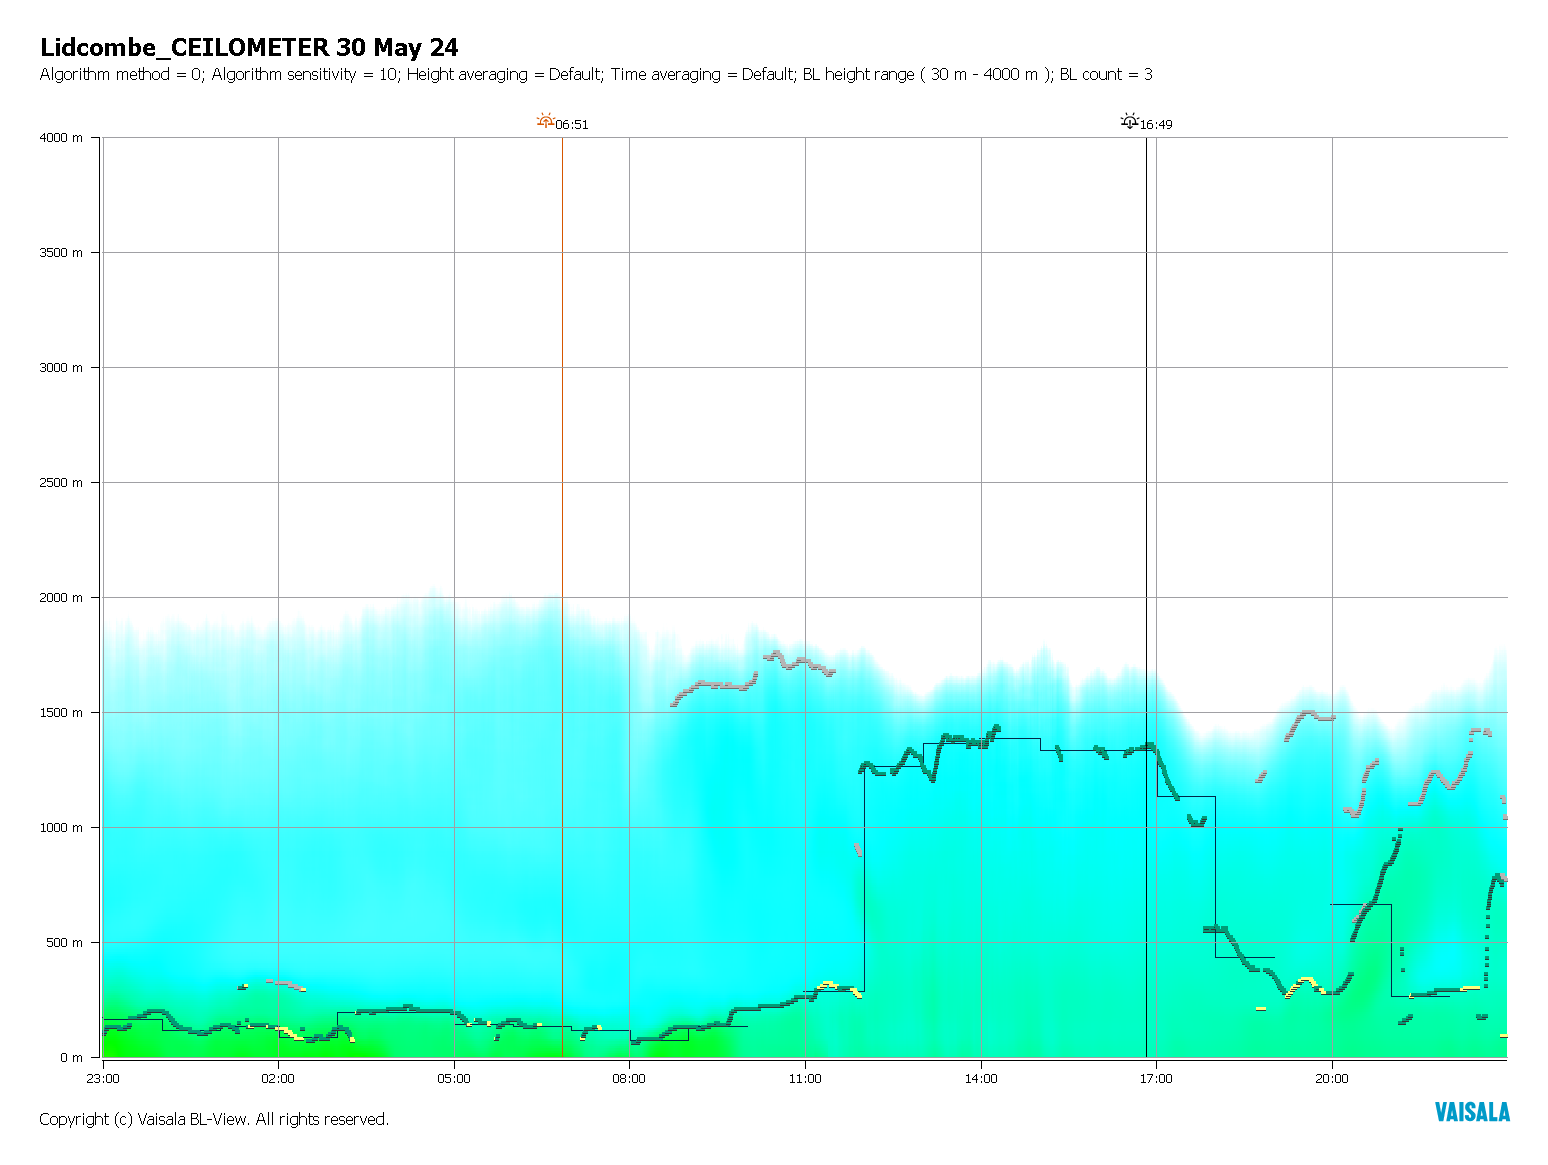 Lidcombe_CEILOMETER 30 May 24
Algorithm method = 0; Algorithm sensitivity = 10; Height averaging = Default; Time averaging = Default; BL height range ( 30 m - 4000 m ); BL count = 3
06:51 16:49
4000 m
3500 m
3000 m
2500 m
2000 m
1500 m
1000 m
500 m
0 m
23:00 02:00 05:00 08:00 11:00 14:00 17:00 20:00
Copyright (c) Vaisala BL-View. All rights reserved.
VAISALA